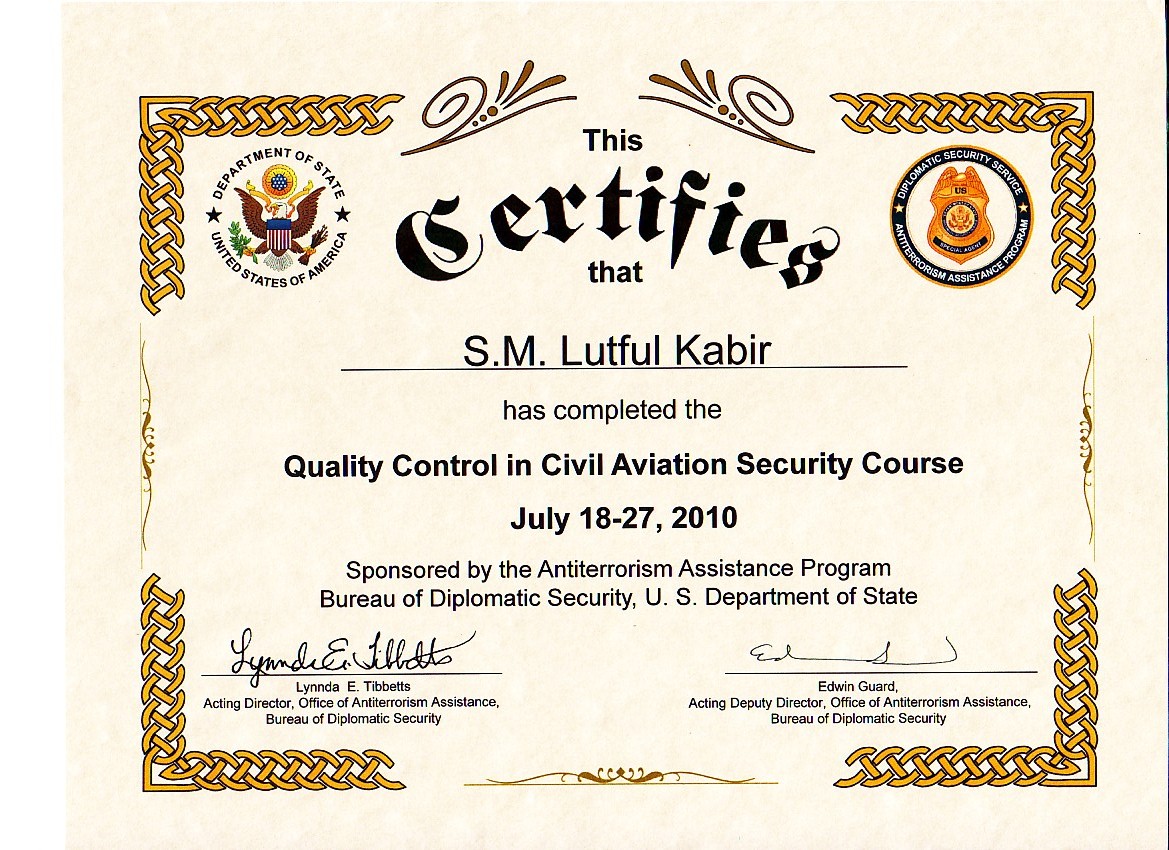 This
Certifies
that
DEPARTMENT OF STATE
UNITED STATES OF AMERICA
DIPLOMATIC SECURITY SERVICE
ANTITERRORISM ASSISTANCE PROGRAM
US
SPECIAL AGENT
S.M. Lutful Kabir
has completed the
Quality Control in Civil Aviation Security Course
July 18-27, 2010
Sponsored by the Antiterrorism Assistance Program
Bureau of Diplomatic Security, U. S. Department of State
Lynnda E. Tibbetts
Lynnda E. Tibbetts
Acting Director, Office of Antiterrorism Assistance,
Bureau of Diplomatic Security
Edwin Guard,
Acting Deputy Director, Office of Antiterrorism Assistance,
Bureau of Diplomatic Security